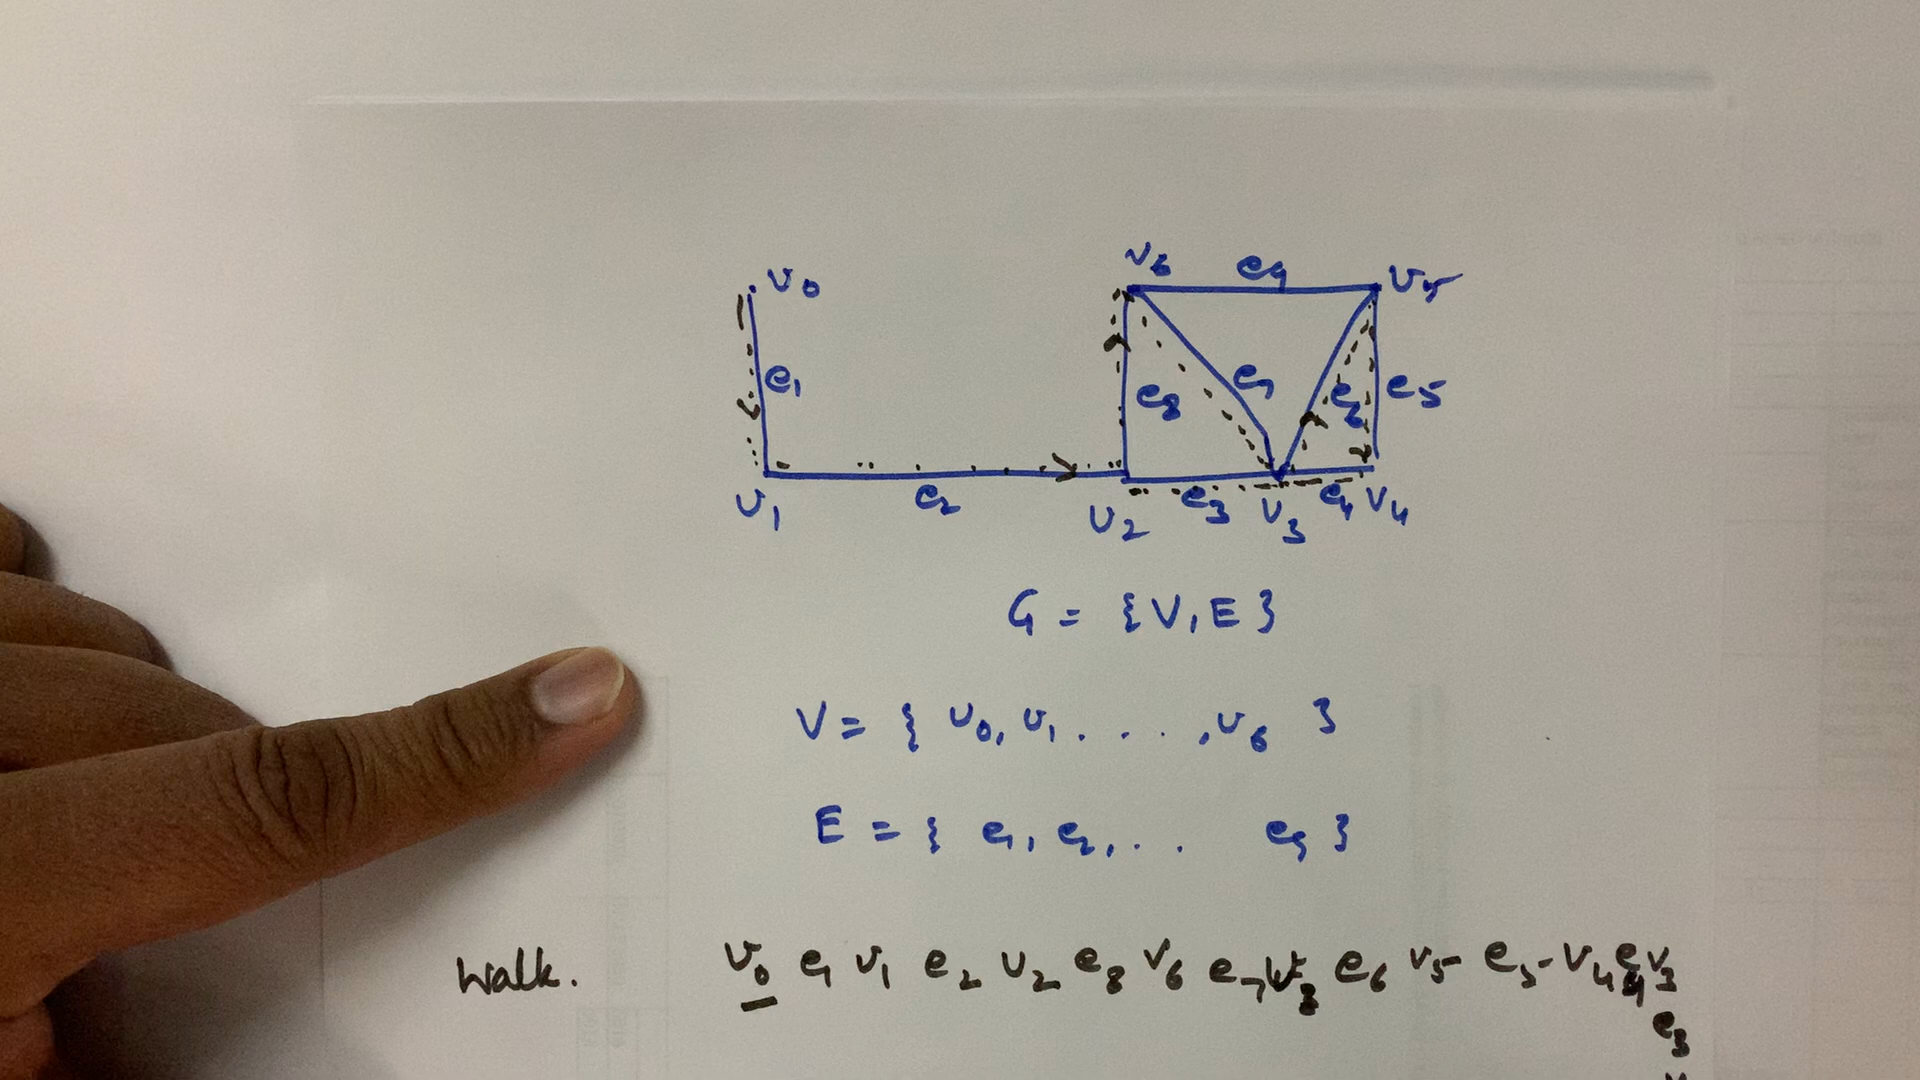 v6 e9 v5
v0
e1 e8 e7 e6 e5
v1 e2 v2 e3 v3 e4 v4
G = {V, E}
V = { v0, v1 . . . . , v6 }
E = { e1, e2, . . . e9 }
Walk. v0 e1 v1 e2 v2 e8 v6 e7 v3 e6 v5 e5 v4 e4 v3
e3